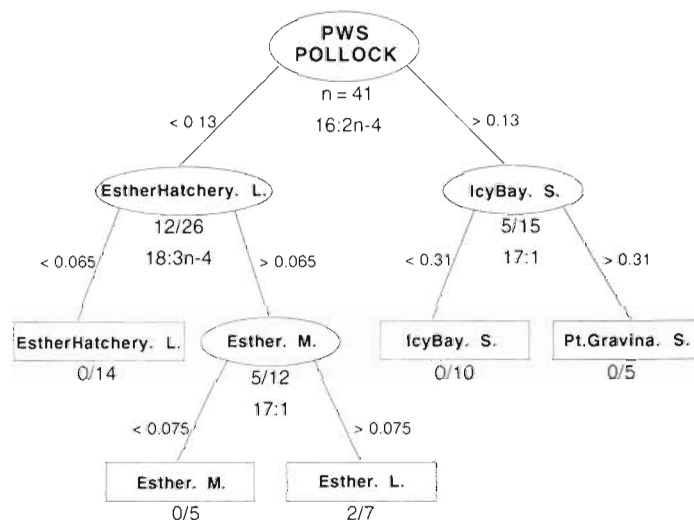 PWS
POLLOCK
n = 41
16:2n-4
< 0.13
> 0.13
EstherHatchery. L.
IcyBay. S.
12/26
18:3n-4
5/15
17:1
< 0.065
> 0.065
< 0.31
> 0.31
EstherHatchery. L.
0/14
Esther. M.
5/12
17:1
IcyBay. S.
0/10
Pt.Gravina. S.
0/5
< 0.075
> 0.075
Esther. M.
0/5
Esther. L.
2/7